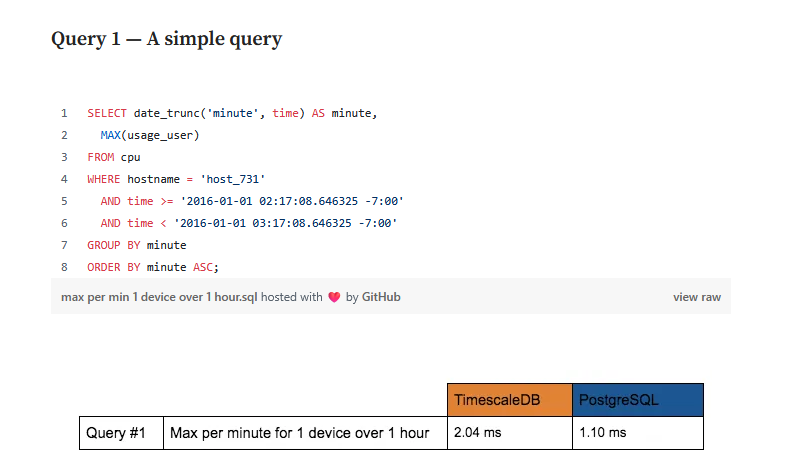 Query 1 — A simple query
1 SELECT date_trunc('minute', time) AS minute,
2 MAX(usage_user)
3 FROM cpu
4 WHERE hostname = 'host_731'
5 AND time >= '2016-01-01 02:17:08.646325 -7:00'
6 AND time < '2016-01-01 03:17:08.646325 -7:00'
7 GROUP BY minute
8 ORDER BY minute ASC;
max per min 1 device over 1 hour.sql hosted with ❤ by GitHub view raw
TimescaleDB PostgreSQL
Query #1 Max per minute for 1 device over 1 hour 2.04 ms 1.10 ms